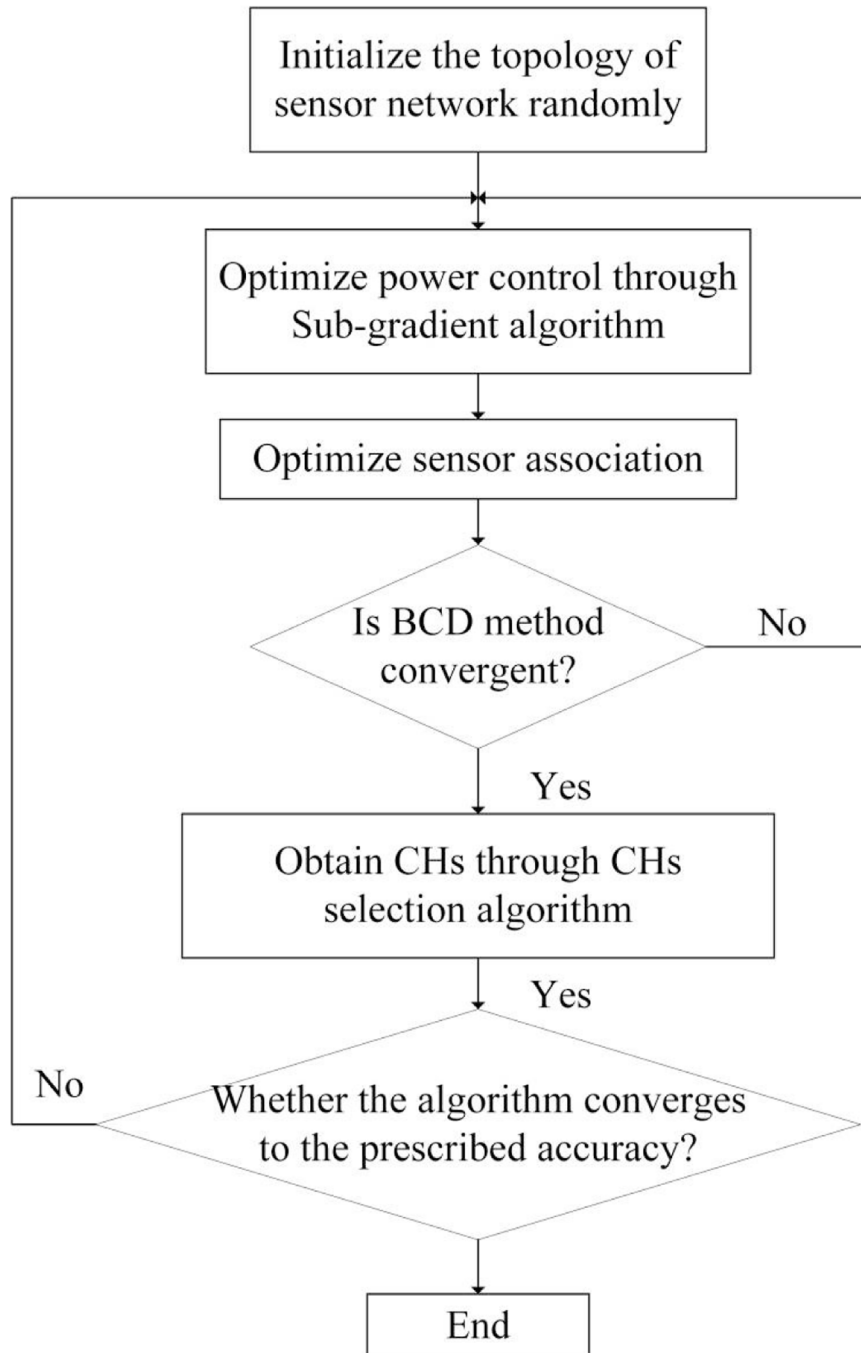 Initialize the topology of
sensor network randomly
Optimize power control through
Sub-gradient algorithm
Optimize sensor association
Is BCD method
convergent?
No
Yes
Obtain CHs through CHs
selection algorithm
Yes
No
Whether the algorithm converges
to the prescribed accuracy?
End